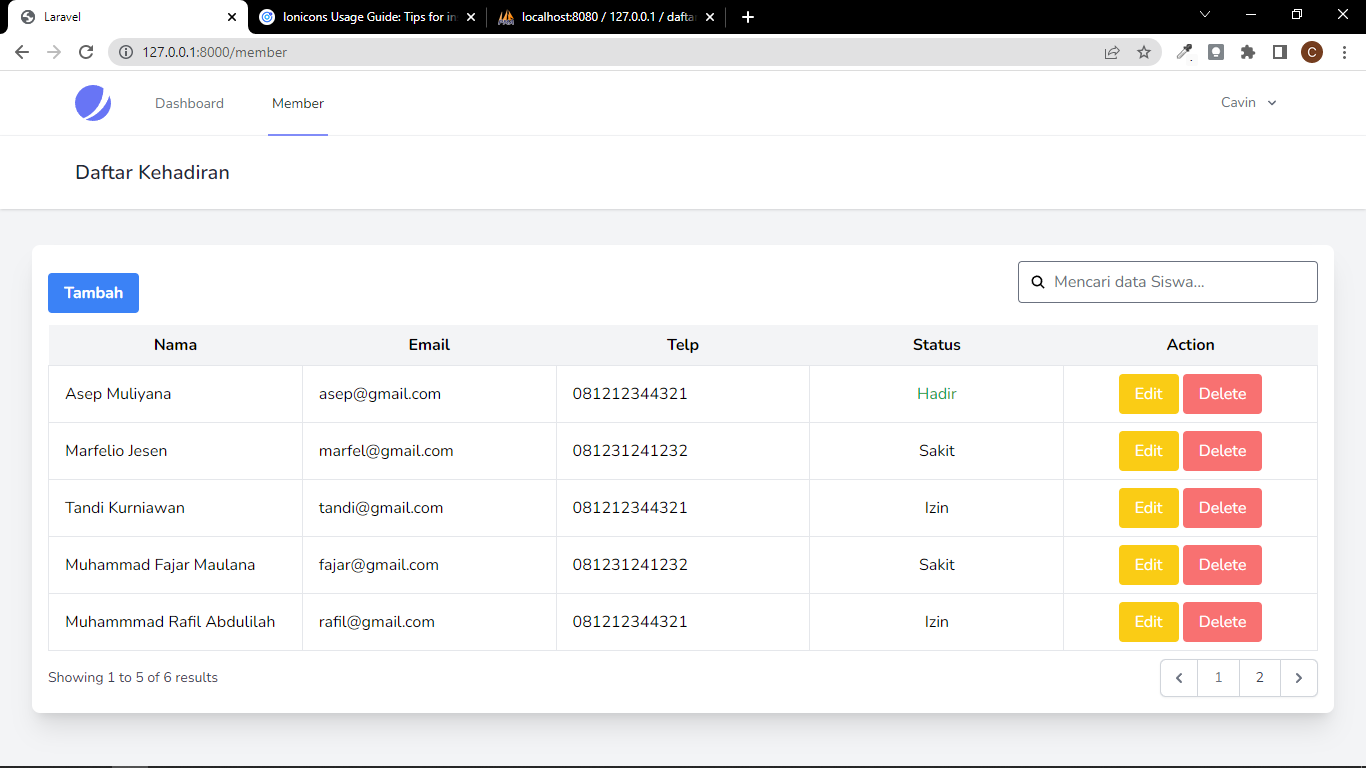 Laravel
Ionicons Usage Guide: Tips for in
localhost:8080 / 127.0.0.1 / dafta
127.0.0.1:8000/member
C
Dashboard Member Cavin
Daftar Kehadiran
Tambah
Mencari data Siswa...
Nama Email Telp Status Action
Asep Muliyana asep@gmail.com 081212344321 Hadir Edit Delete
Marfelio Jesen marfel@gmail.com 081231241232 Sakit Edit Delete
Tandi Kurniawan tandi@gmail.com 081212344321 Izin Edit Delete
Muhammad Fajar Maulana fajar@gmail.com 081231241232 Sakit Edit Delete
Muhammmad Rafil Abdulilah rafil@gmail.com 081212344321 Izin Edit Delete
Showing 1 to 5 of 6 results 1 2